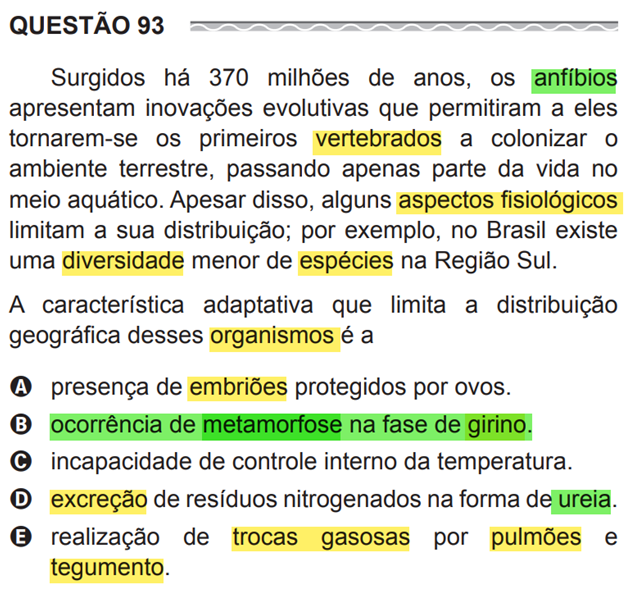 QUESTÃO 93
Surgidos há 370 milhões de anos, os anfíbios
apresentam inovações evolutivas que permitiram a eles
tornarem-se os primeiros vertebrados a colonizar o
ambiente terrestre, passando apenas parte da vida no
meio aquático. Apesar disso, alguns aspectos fisiológicos
limitam a sua distribuição; por exemplo, no Brasil existe
uma diversidade menor de espécies na Região Sul.
A característica adaptativa que limita a distribuição
geográfica desses organismos é a
A presença de embriões protegidos por ovos.
B ocorrência de metamorfose na fase de girino.
C incapacidade de controle interno da temperatura.
D excreção de resíduos nitrogenados na forma de ureia.
E realização de trocas gasosas por pulmões e
tegumento.